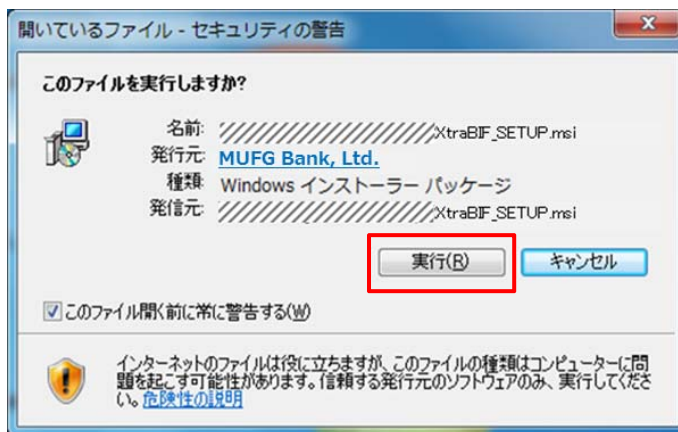 開いているファイル - セキュリティの警告
このファイルを実行しますか?
名前: XtraBIF_SETUP.msi
発行元: MUFG Bank, Ltd.
種類: Windows インストーラー パッケージ
発信元: XtraBIF_SETUP.msi
実行(R) キャンセル
このファイル開く前に常に警告する(W)
インターネットのファイルは役に立ちますが、このファイルの種類はコンピューターに問
題を起こす可能性があります。信頼する発行元のソフトウェアのみ、実行してくださ
い。危険性の説明